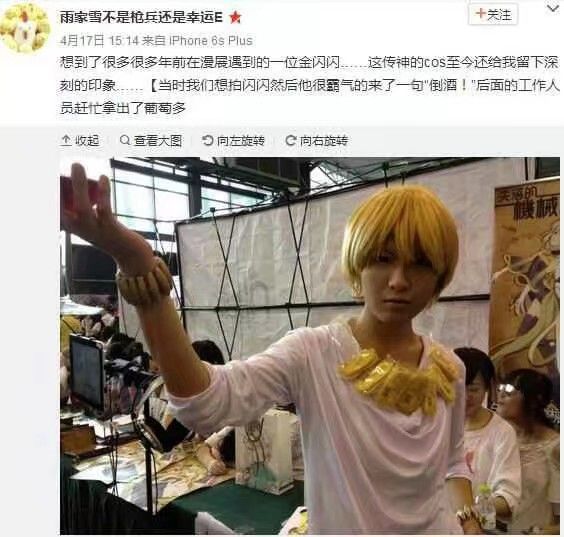 雨家雪不是枪兵还是幸运E
+关注
4月17日 15:14 来自 iPhone 6s Plus
想到了很多很多年前在漫展遇到的一位金闪闪……这传神的cos至今还给我留下深
刻的印象……【当时我们想拍闪闪然后他很霸气的来了一句“倒酒！”后面的工作人
员赶忙拿出了葡萄多
收起 查看大图 向左旋转 向右旋转
機械